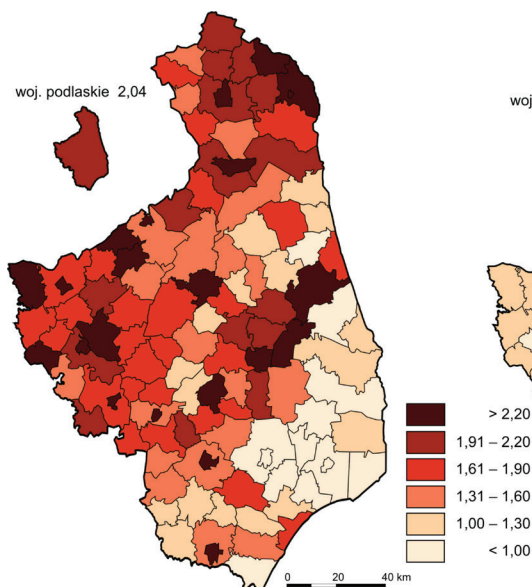 woj. podlaskie 2,04
woj
> 2,20
1,91 – 2,20
1,61 – 1,90
1,31 – 1,60
1,00 – 1,30
< 1,00
0 20 40 km